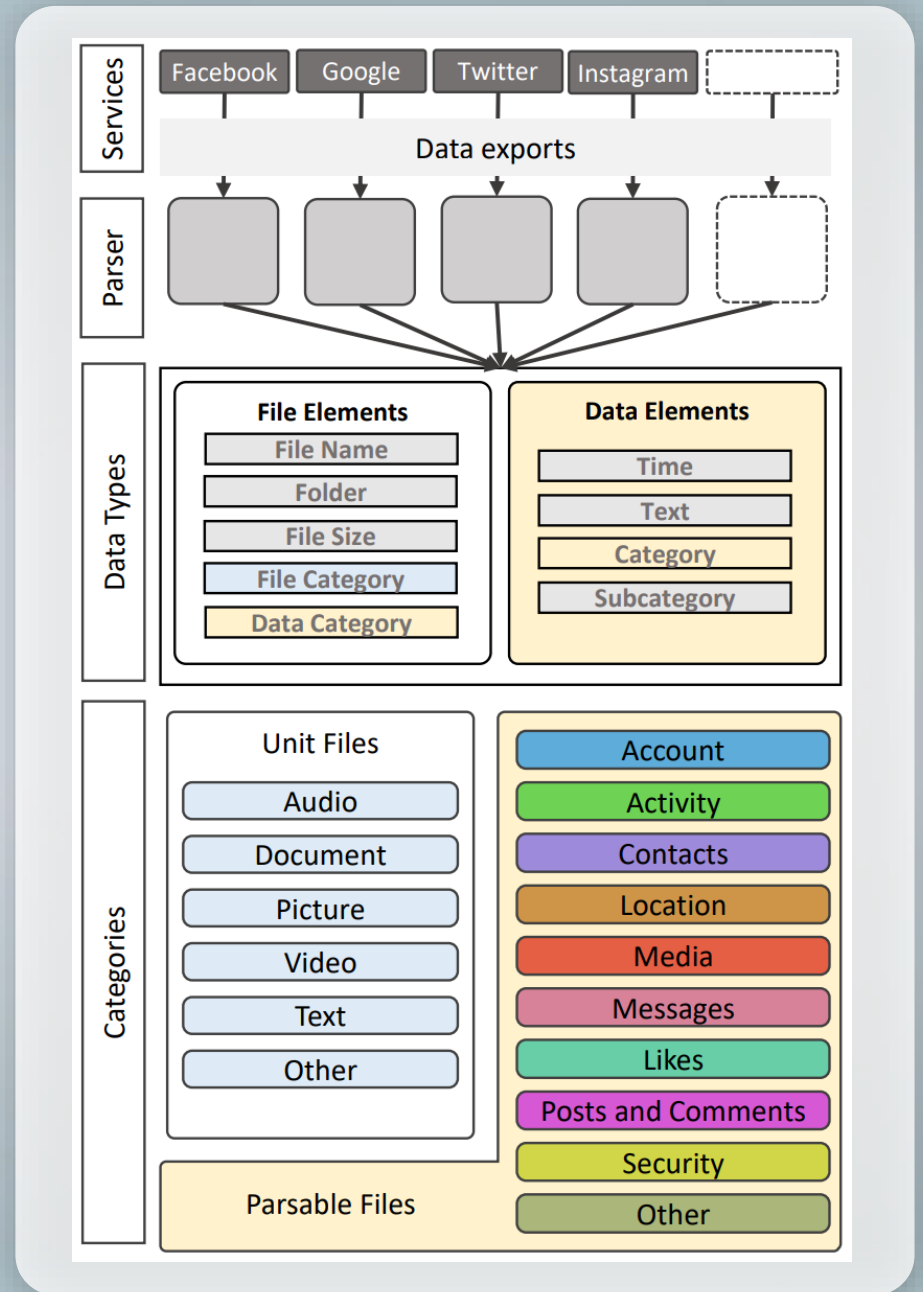 Services
Facebook
Google
Twitter
Instagram
Data exports
Parser
Data Types
File Elements
File Name
Folder
File Size
File Category
Data Category
Data Elements
Time
Text
Category
Subcategory
Categories
Unit Files
Audio
Document
Picture
Video
Text
Other
Parsable Files
Account
Activity
Contacts
Location
Media
Messages
Likes
Posts and Comments
Security
Other